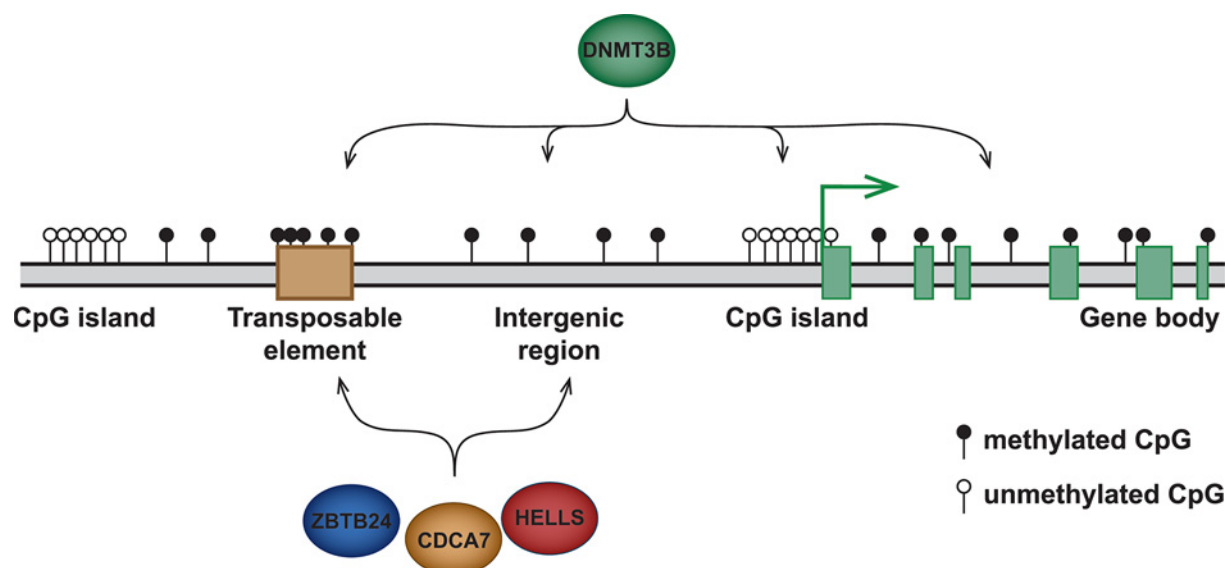 DNMT3B
CpG island
Transposable
element
Intergenic
region
CpG island
Gene body
methylated CpG
unmethylated CpG
ZBTB24
CDCA7
HELLS